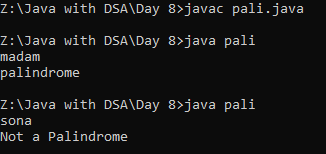 Z:\Java with DSA\Day 8>javac pali.java
Z:\Java with DSA\Day 8>java pali
madam
palindrome
Z:\Java with DSA\Day 8>java pali
sona
Not a Palindrome